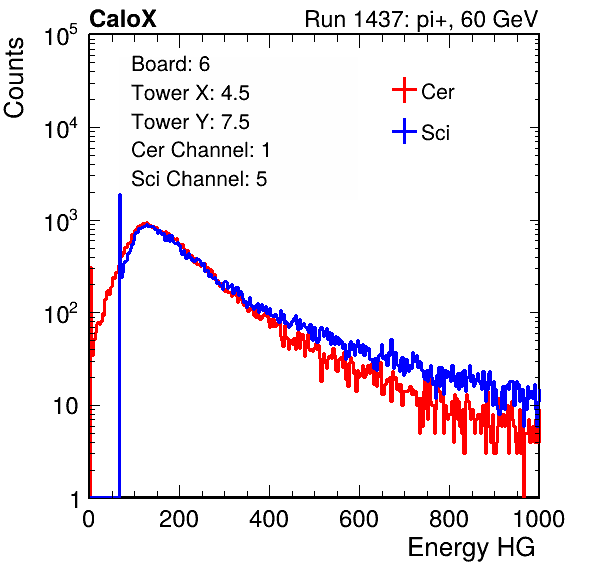 CaloX Run 1437: pi+, 60 GeV
Counts
Board: 6
Tower X: 4.5
Tower Y: 7.5
Cer Channel: 1
Sci Channel: 5
Cer
Sci
10^5
10^4
10^3
10^2
10
1
0 200 400 600 800 1000
Energy HG